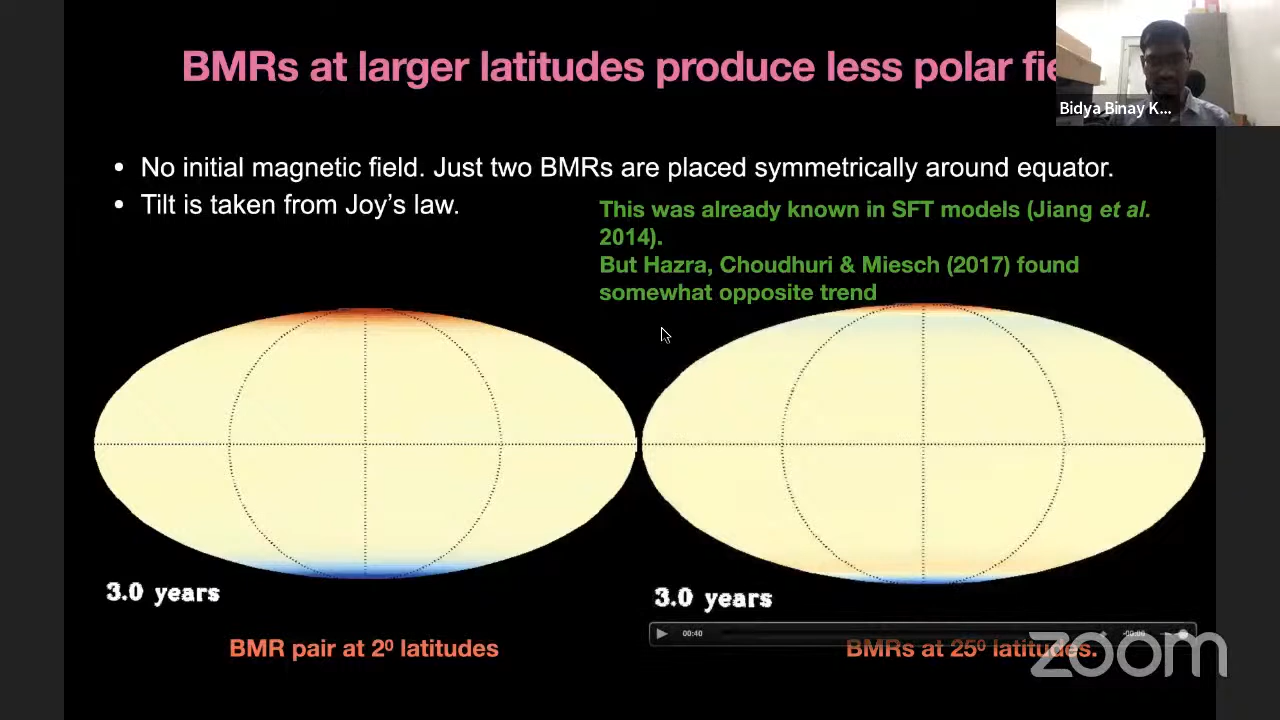 BMRs at larger latitudes produce less polar fie
Bidya Binay K...
• No initial magnetic field. Just two BMRs are placed symmetrically around equator.
• Tilt is taken from Joy's law.
This was already known in SFT models (Jiang et al.
2014).
But Hazra, Choudhuri & Miesch (2017) found
somewhat opposite trend
3.0 years
3.0 years
00:40
-00:00
BMR pair at 2⁰ latitudes
BMRs at 25⁰ latitudes.
zoom